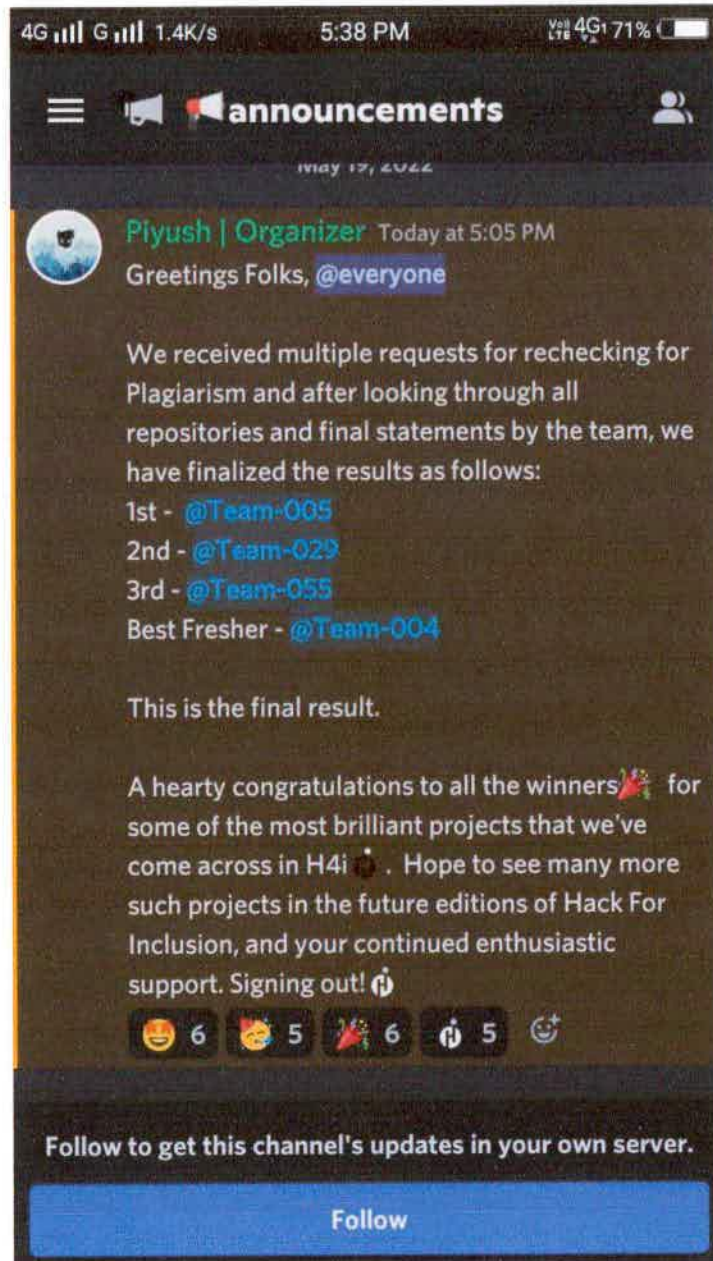 4G G 1.4K/s 5:38 PM VoD LTE 4G1 71%
announcements
May 19, 2022
Piyush | Organizer Today at 5:05 PM
Greetings Folks, @everyone
We received multiple requests for rechecking for
Plagiarism and after looking through all
repositories and final statements by the team, we
have finalized the results as follows:
1st - @Team-005
2nd - @Team-029
3rd - @Team-055
Best Fresher - @Team-004
This is the final result.
A hearty congratulations to all the winners🎉 for
some of the most brilliant projects that we've
come across in H4i . Hope to see many more
such projects in the future editions of Hack For
Inclusion, and your continued enthusiastic
support. Signing out!
🤩 6 🥳 5 🎉 6 5
Follow to get this channel's updates in your own server.
Follow